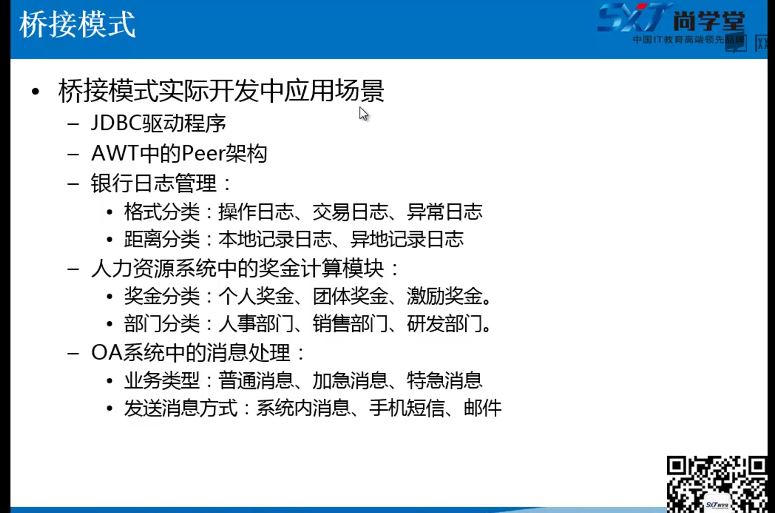 桥接模式
SXT 尚学堂
中国IT教育高端领先品牌
• 桥接模式实际开发中应用场景
– JDBC驱动程序
– AWT中的Peer架构
– 银行日志管理：
• 格式分类：操作日志、交易日志、异常日志
• 距离分类：本地记录日志、异地记录日志
– 人力资源系统中的奖金计算模块：
• 奖金分类：个人奖金、团体奖金、激励奖金。
• 部门分类：人事部门、销售部门、研发部门。
– OA系统中的消息处理：
• 业务类型：普通消息、加急消息、特急消息
• 发送消息方式：系统内消息、手机短信、邮件